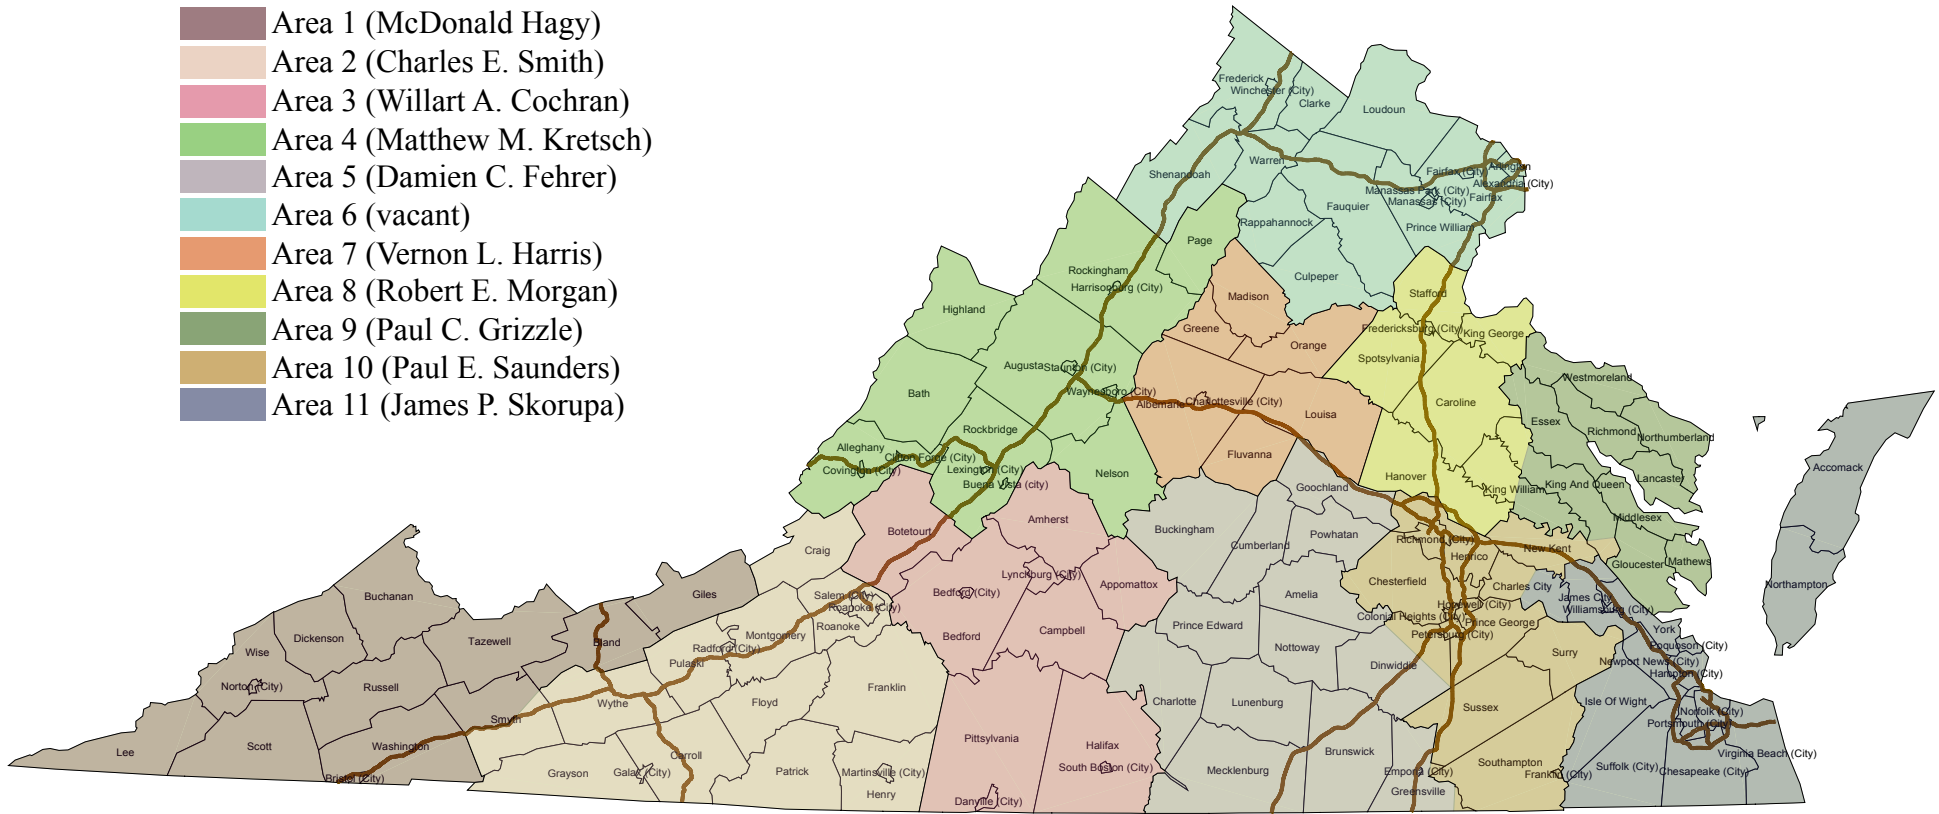 Area 1 (McDonald Hagy)
Area 2 (Charles E. Smith)
Area 3 (Willart A. Cochran)
Area 4 (Matthew M. Kretsch)
Area 5 (Damien C. Fehrer)
Area 6 (vacant)
Area 7 (Vernon L. Harris)
Area 8 (Robert E. Morgan)
Area 9 (Paul C. Grizzle)
Area 10 (Paul E. Saunders)
Area 11 (James P. Skorupa)
Frederick
Winchester (City)
Clarke
Loudoun
Warren
Shenandoah
Fairfax (City)
Arlington
Alexandria (City)
Manassas Park (City)
Manassas (City)
Fairfax
Fauquier
Rappahannock
Prince William
Page
Culpeper
Rockingham
Harrisonburg (City)
Madison
Stafford
Highland
Greene
Fredericksburg (City)
King George
Orange
Spotsylvania
Augusta
Staunton (City)
Westmoreland
Bath
Waynesboro (City)
Albemarle
Charlottesville (City)
Louisa
Caroline
Essex
Richmond
Northumberland
Rockbridge
Alleghany
Clifton Forge (City)
Covington (City)
Lexington (City)
Buena Vista (city)
Nelson
Fluvanna
Accomack
Hanover
Goochland
King William
King And Queen
Lancaster
Middlesex
Amherst
Botetourt
Buckingham
Cumberland
Powhatan
Richmond (City)
Henrico
New Kent
Craig
Gloucester
Mathews
Lynchburg (City)
Appomattox
Chesterfield
Charles City
Northampton
Giles
Buchanan
Salem (City)
Roanoke (City)
Bedford (City)
Amelia
James City
Williamsburg (City)
Hopewell (City)
Colonial Heights (City)
Prince George
Petersburg (City)
Dickenson
Tazewell
Bland
Montgomery
Roanoke
Bedford
Campbell
Prince Edward
Nottoway
York
Poquoson (City)
Wise
Radford (City)
Pulaski
Dinwiddie
Surry
Newport News (City)
Hampton (City)
Norton (City)
Russell
Franklin
Wythe
Floyd
Charlotte
Lunenburg
Sussex
Isle Of Wight
Norfolk (City)
Portsmouth (City)
Smyth
Lee
Scott
Washington
Carroll
Pittsylvania
Halifax
Brunswick
Virginia Beach (City)
Bristol (City)
Grayson
Galax (City)
Patrick
Martinsville (City)
South Boston (City)
Mecklenburg
Emporia (City)
Southampton
Franklin (City)
Suffolk (City)
Chesapeake (City)
Henry
Danville (City)
Greensville